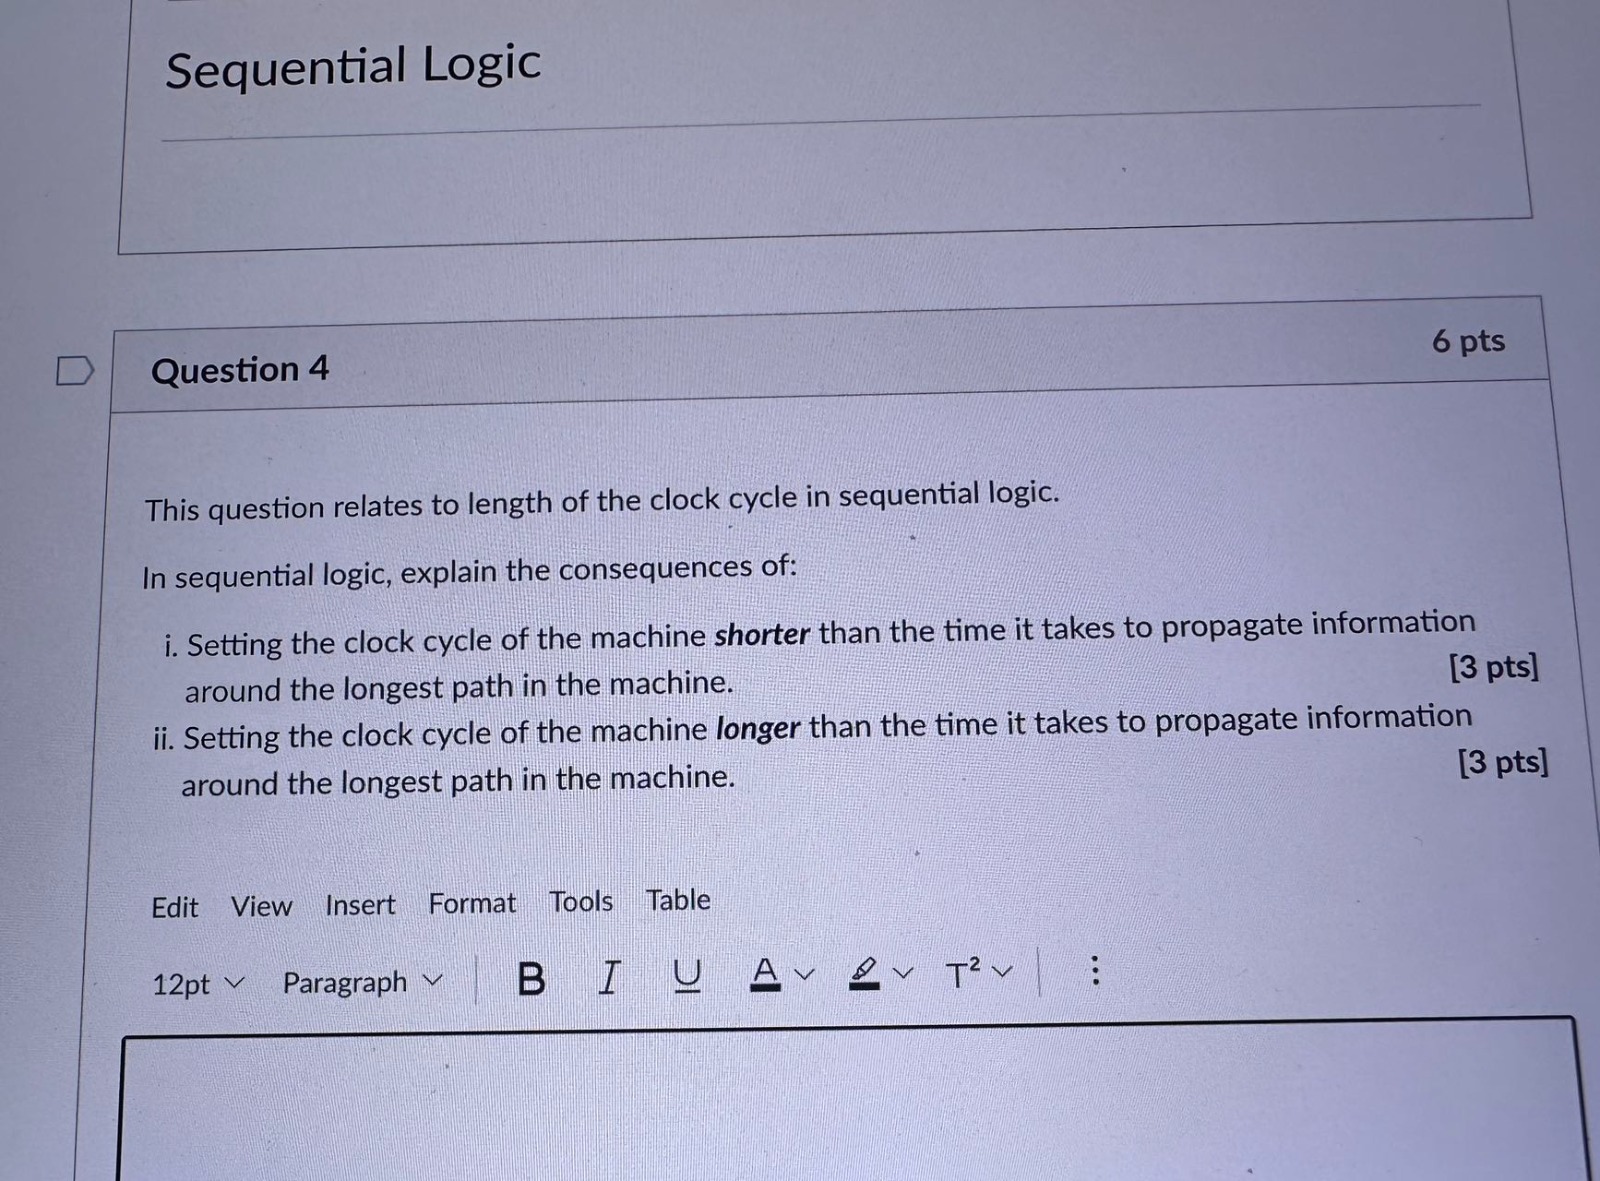 Sequential Logic
Question 4
6 pts
This question relates to length of the clock cycle in sequential logic.
In sequential logic, explain the consequences of:
i. Setting the clock cycle of the machine shorter than the time it takes to propagate information
around the longest path in the machine.
[3 pts]
ii. Setting the clock cycle of the machine longer than the time it takes to propagate information
around the longest path in the machine.
[3 pts]
Edit View Insert Format Tools Table
12pt Paragraph B I U A T²